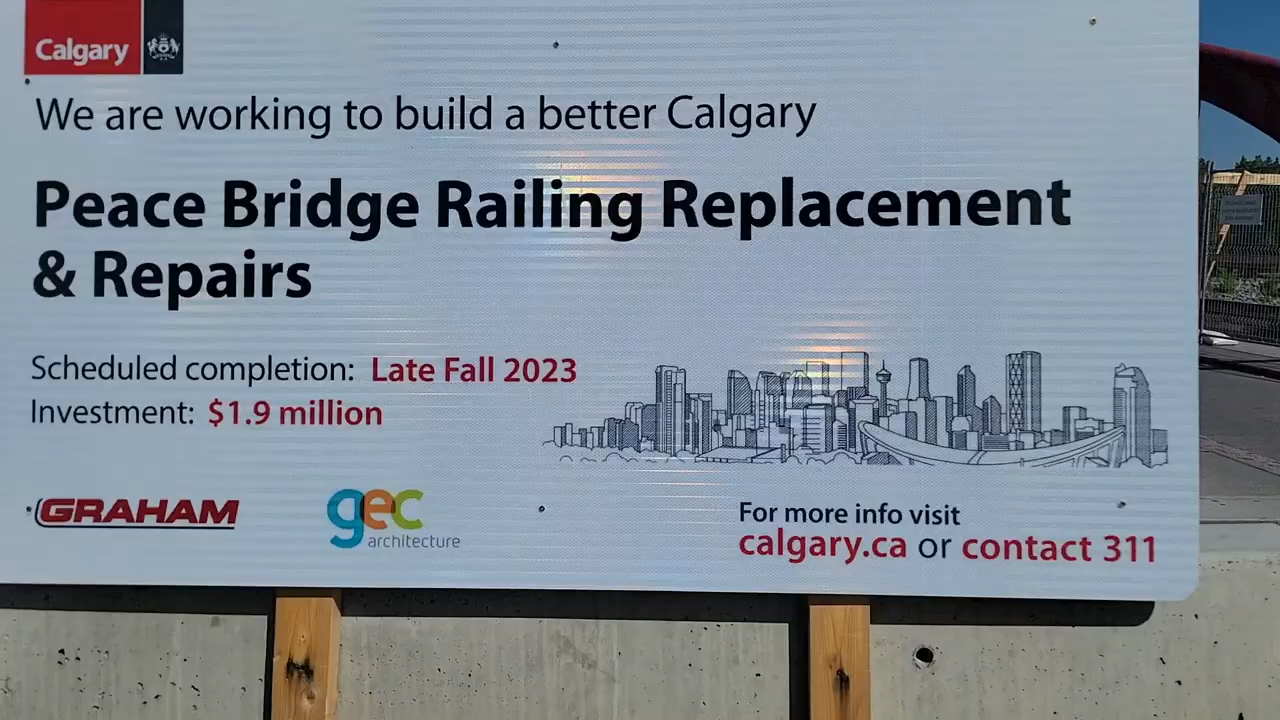 Calgary
We are working to build a better Calgary
Peace Bridge Railing Replacement
& Repairs
Scheduled completion: Late Fall 2023
Investment: $1.9 million
GRAHAM
gec
architecture
For more info visit
calgary.ca or contact 311